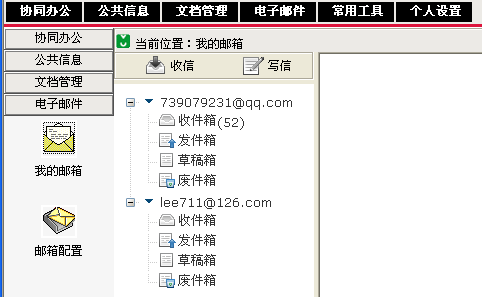 协同办公 公共信息 文档管理 电子邮件 常用工具 个人设置
协同办公
公共信息
文档管理
电子邮件
我的邮箱
邮箱配置
当前位置：我的邮箱
收信 写信
739079231@qq.com
收件箱(52)
发件箱
草稿箱
废件箱
lee711@126.com
收件箱
发件箱
草稿箱
废件箱